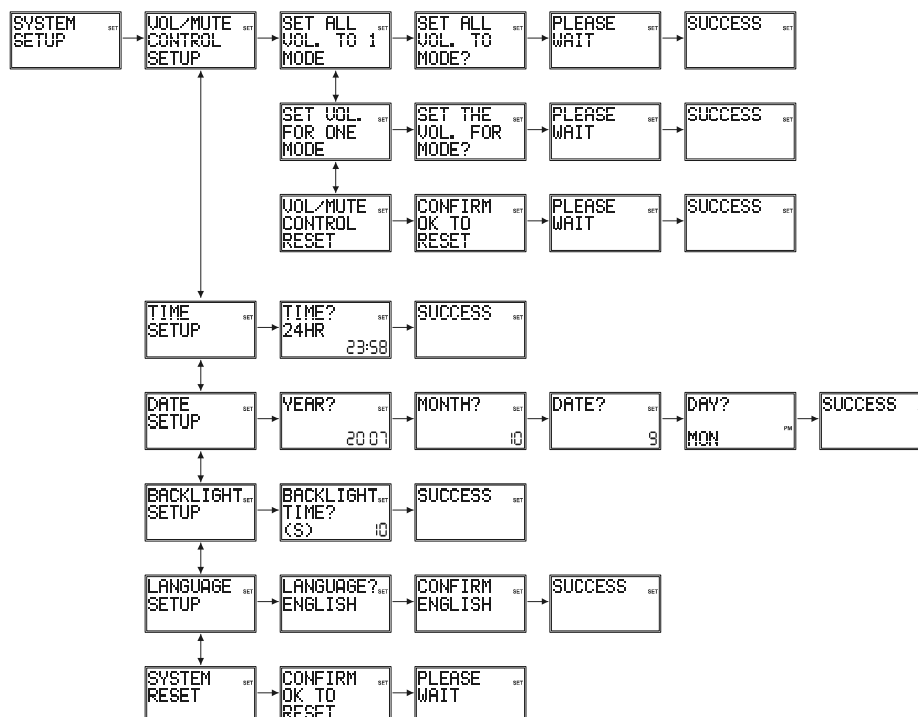 SYSTEM SET
SETUP
VOL/MUTE SET
CONTROL
SETUP
SET ALL SET
VOL. TO 1
MODE
SET ALL SET
VOL. TO
MODE?
PLEASE SET
WAIT
SUCCESS SET
SET VOL. SET
FOR ONE
MODE
SET THE SET
VOL. FOR
MODE?
PLEASE SET
WAIT
SUCCESS SET
VOL/MUTE SET
CONTROL
RESET
CONFIRM SET
OK TO
RESET
PLEASE SET
WAIT
SUCCESS SET
TIME SET
SETUP
TIME? SET
24HR
23:58
SUCCESS SET
DATE SET
SETUP
YEAR? SET
2007
MONTH? SET
10
DATE? SET
9
DAY? SET
PM
MON
SUCCESS
BACKLIGHT SET
SETUP
BACKLIGHT SET
TIME?
(S) 10
SUCCESS SET
LANGUAGE SET
SETUP
LANGUAGE? SET
ENGLISH
CONFIRM SET
ENGLISH
SUCCESS SET
SYSTEM SET
RESET
CONFIRM SET
OK TO
RESET
PLEASE SET
WAIT